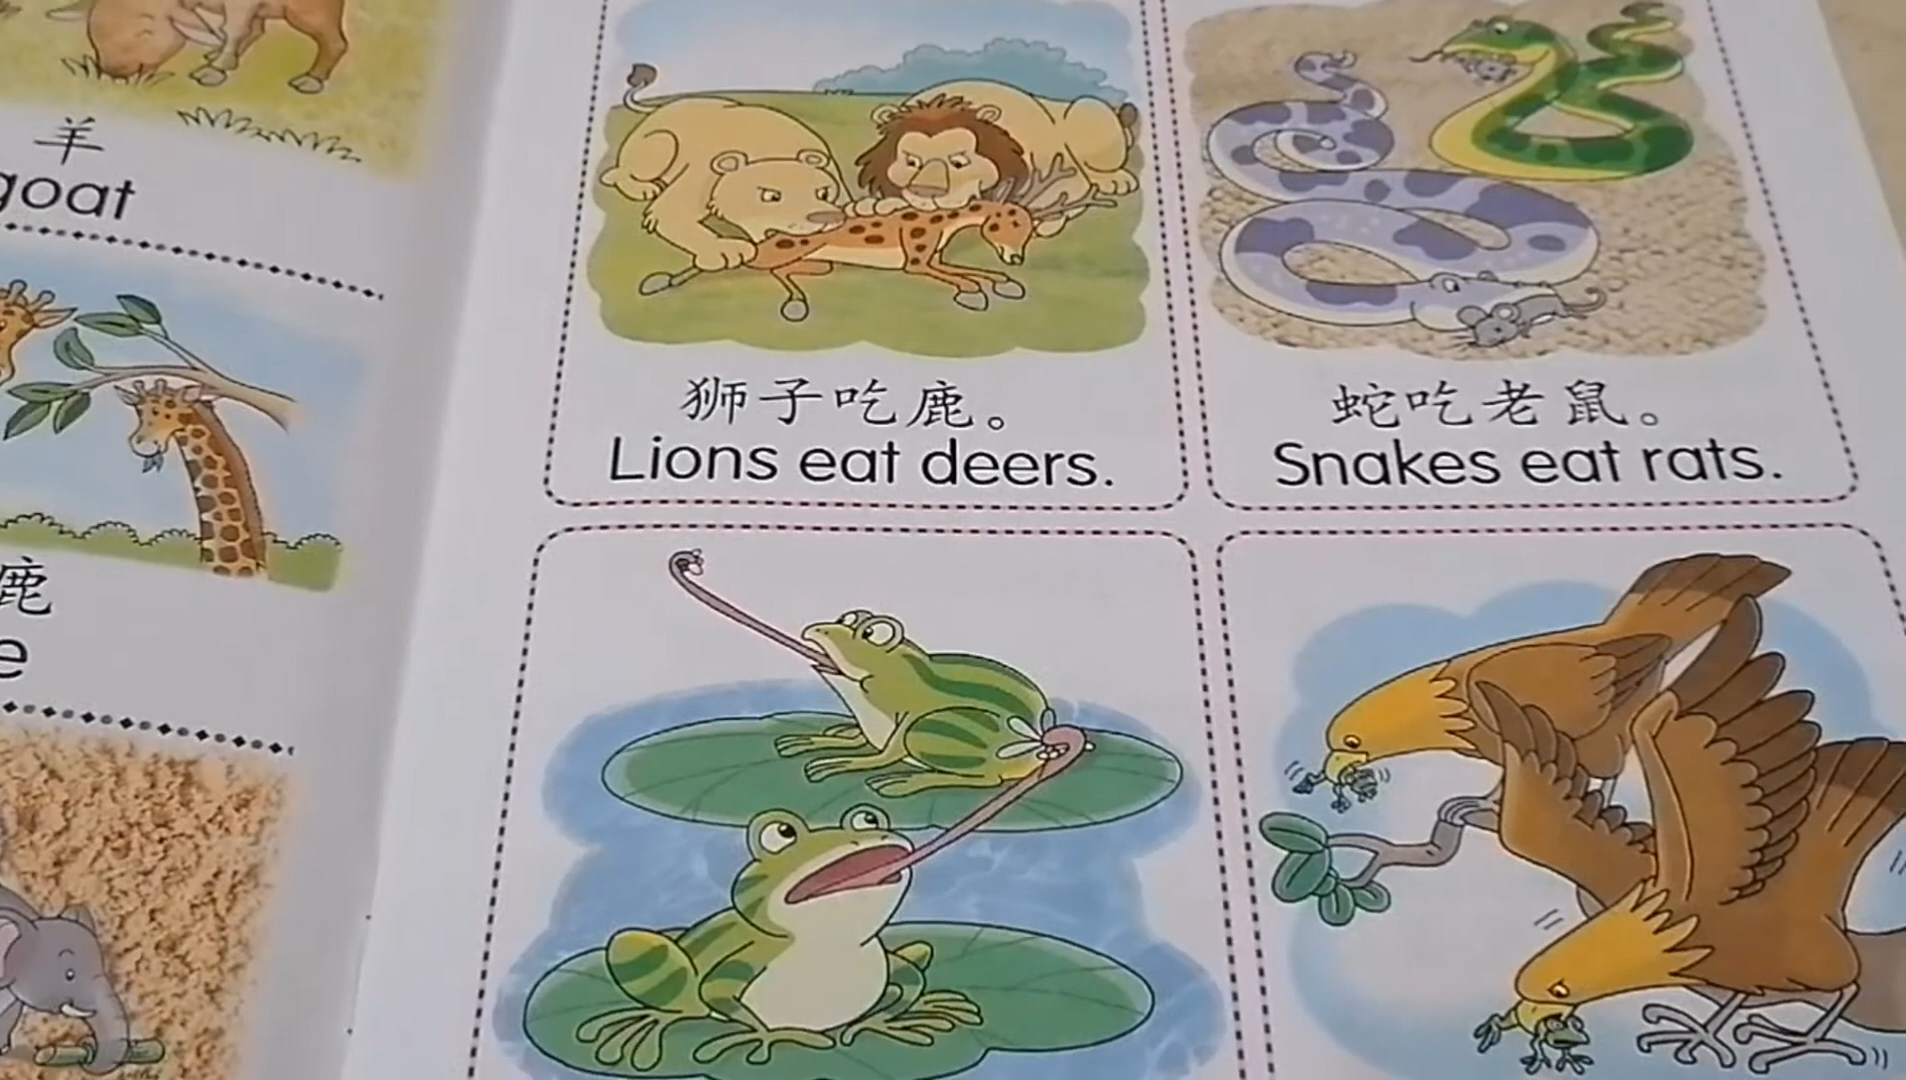 羊
goat
鹿
e
狮子吃鹿。
Lions eat deers.
蛇吃老鼠。
Snakes eat rats.